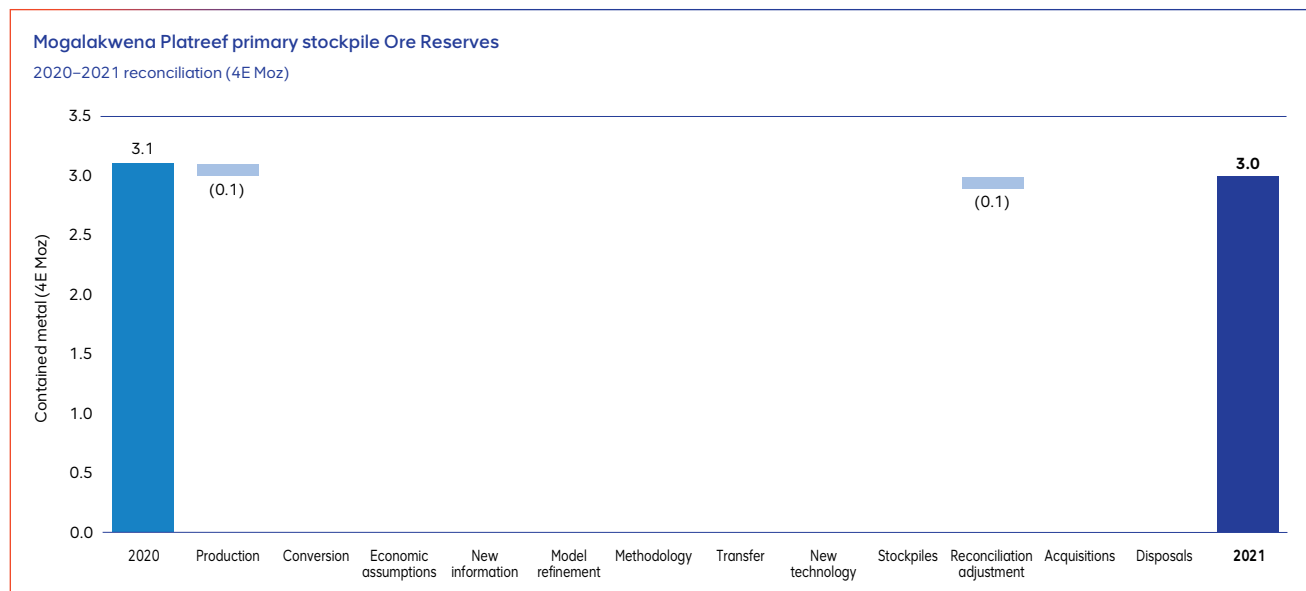 Mogalakwena Platreef primary stockpile Ore Reserves
2020–2021 reconciliation (4E Moz)
Contained metal (4E Moz)
3.5
3.0
2.5
2.0
1.5
1.0
0.5
0.0
3.1
(0.1)
(0.1)
3.0
2020
Production
Conversion
Economic
assumptions
New
information
Model
refinement
Methodology
Transfer
New
technology
Stockpiles
Reconciliation
adjustment
Acquisitions
Disposals
2021